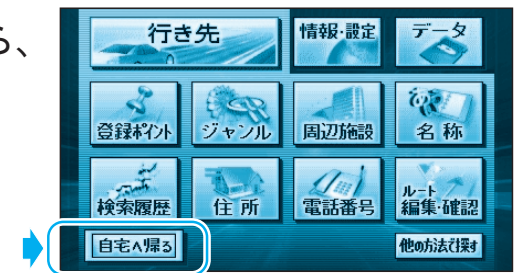 ら、
行き先
情報・設定
データ
登録ポイント
ジャンル
周辺施設
名称
検索履歴
住所
電話番号
ルート
編集・確認
自宅へ帰る
他の方法で探す